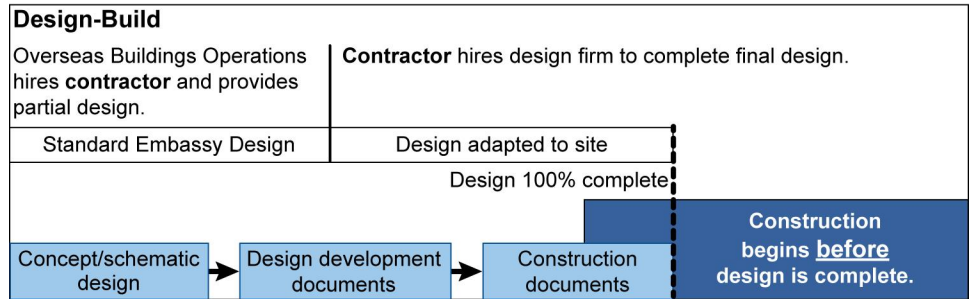 Design-Build
Overseas Buildings Operations
hires contractor and provides
partial design.
Contractor hires design firm to complete final design.
Standard Embassy Design
Design adapted to site
Design 100% complete
Concept/schematic
design
Design development
documents
Construction
documents
Construction
begins before
design is complete.